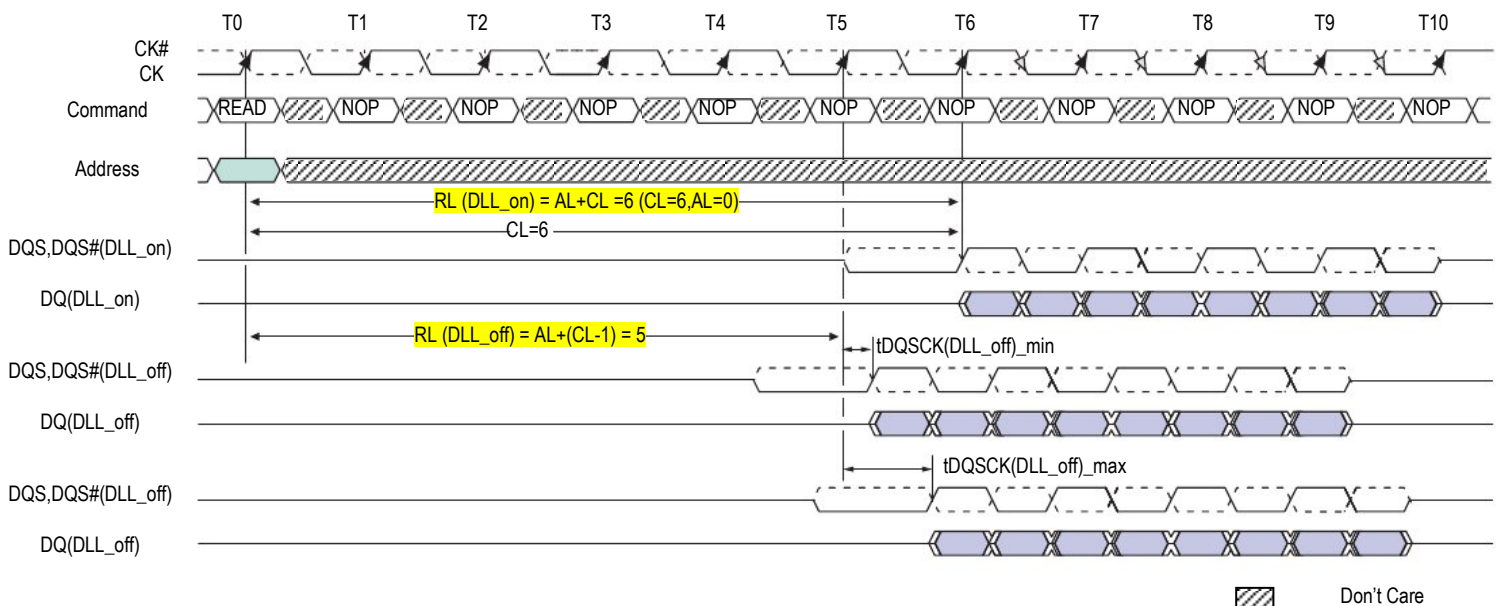 T0 T1 T2 T3 T4 T5 T6 T7 T8 T9 T10
CK#
CK
Command READ NOP NOP NOP NOP NOP NOP NOP NOP NOP NOP
Address
RL (DLL_on) = AL+CL =6 (CL=6,AL=0)
CL=6
DQS,DQS#(DLL_on)
DQ(DLL_on)
RL (DLL_off) = AL+(CL-1) = 5
tDQSCK(DLL_off)_min
DQS,DQS#(DLL_off)
DQ(DLL_off)
tDQSCK(DLL_off)_max
DQS,DQS#(DLL_off)
DQ(DLL_off)
Don't Care